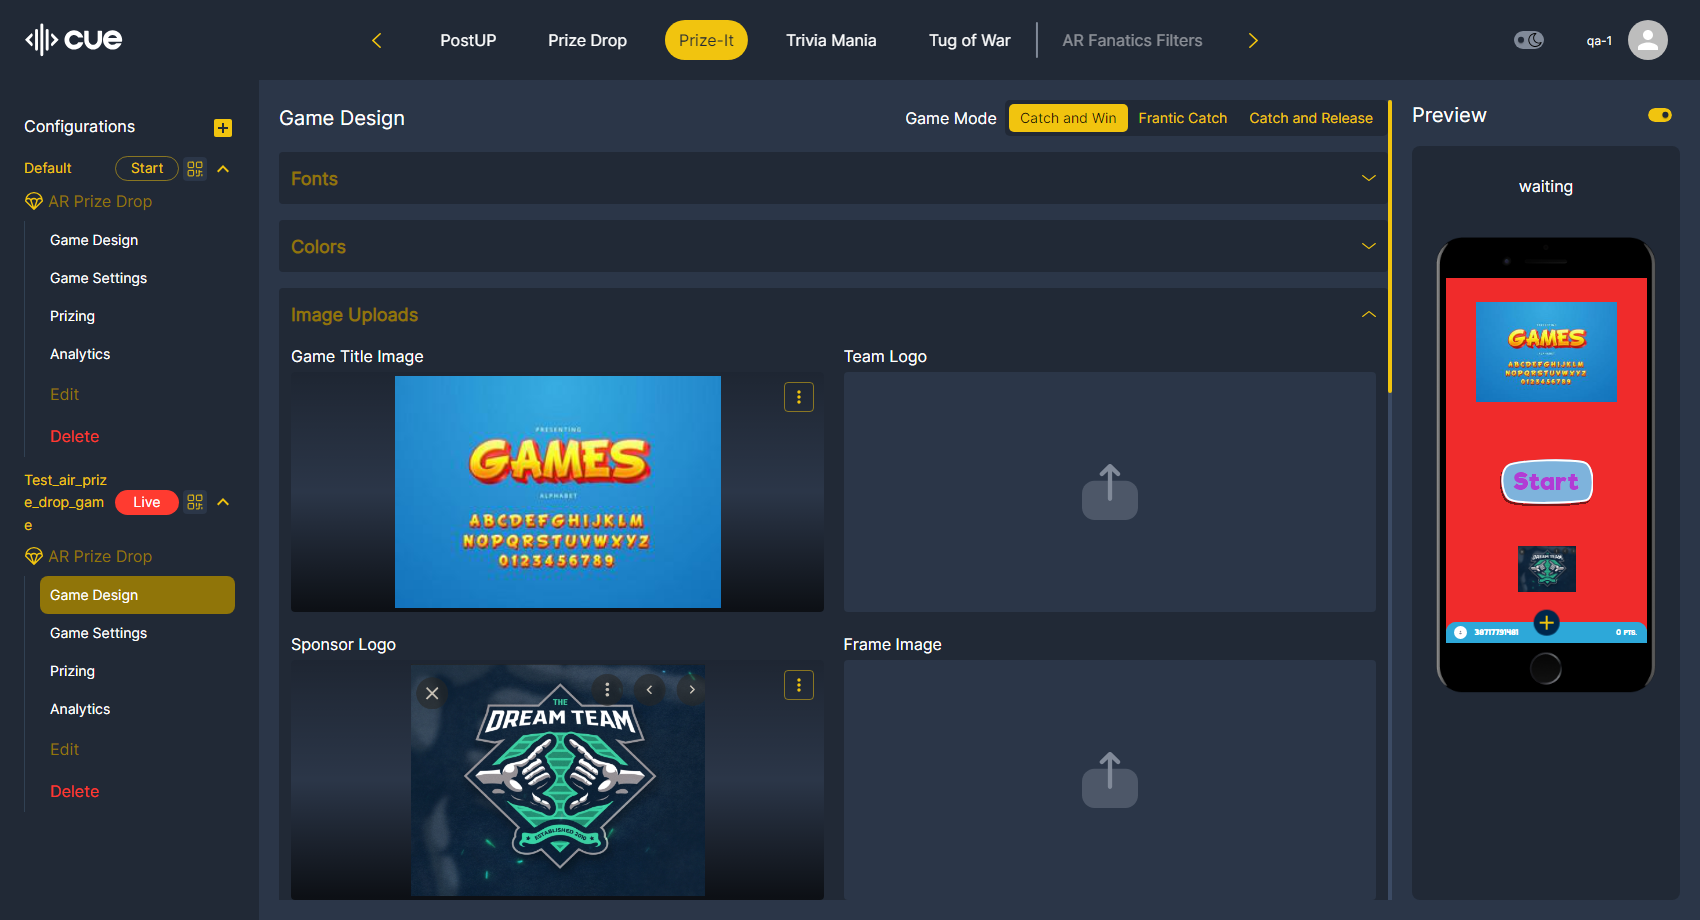 cue
PostUP
Prize Drop
Prize-It
Trivia Mania
Tug of War
AR Fanatics Filters
qa-1
Configurations
Default
Start
AR Prize Drop
Game Design
Game Settings
Prizing
Analytics
Edit
Delete
Test_air_priz
e_drop_gam
e
Live
AR Prize Drop
Game Design
Game Settings
Prizing
Analytics
Edit
Delete
Game Design
Game Mode
Catch and Win
Frantic Catch
Catch and Release
Fonts
Colors
Image Uploads
Game Title Image
PRESENTING
GAMES
ALPHABET
ABCDEFGHIJKLM
NOPQRSTUVWXYZ
0123456789
Team Logo
Sponsor Logo
THE
DREAM TEAM
ESTABLISHED 2010
Frame Image
Preview
waiting
GAMES
ABCDEFGHIJKLM
NOPQRSTUVWXYZ
0123456789
Start
DREAM TEAM
38717791481
0 PTS.